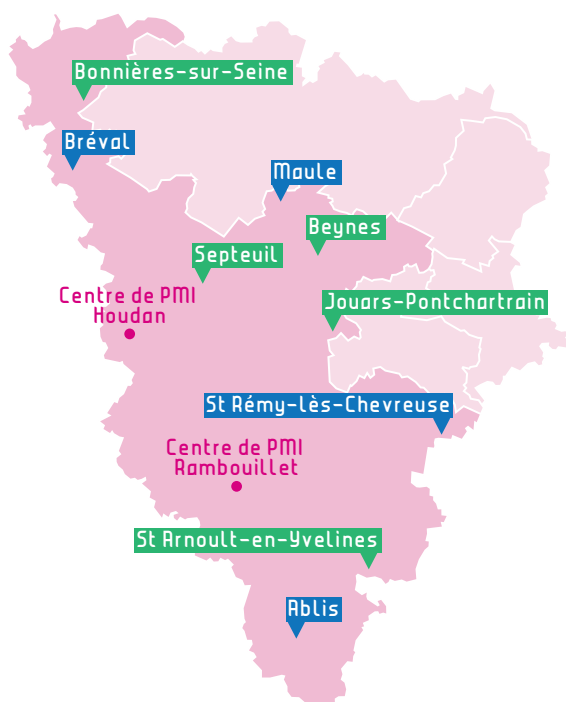 Bonnières-sur-Seine
Bréval
Maule
Beynes
Septeuil
Centre de PMI
Houdan
Jouars-Pontchartrain
St Rémy-lès-Chevreuse
Centre de PMI
Rambouillet
St Arnoult-en-Yvelines
Ablis